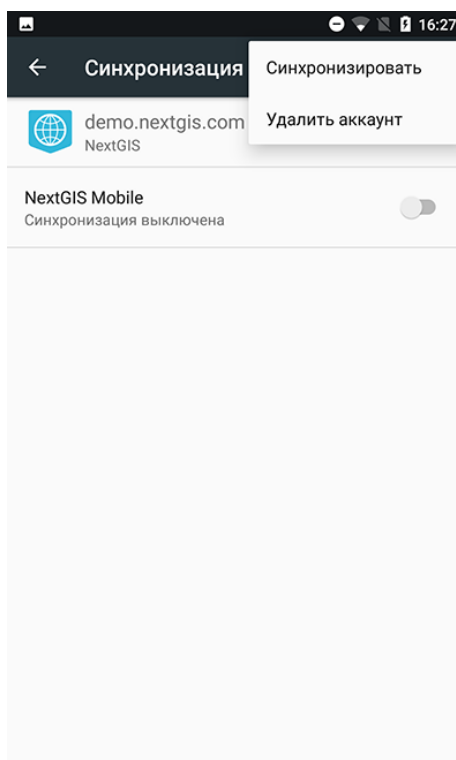 16:27
Синхронизация
Синхронизировать
Удалить аккаунт
demo.nextgis.com
NextGIS
NextGIS Mobile
Синхронизация выключена